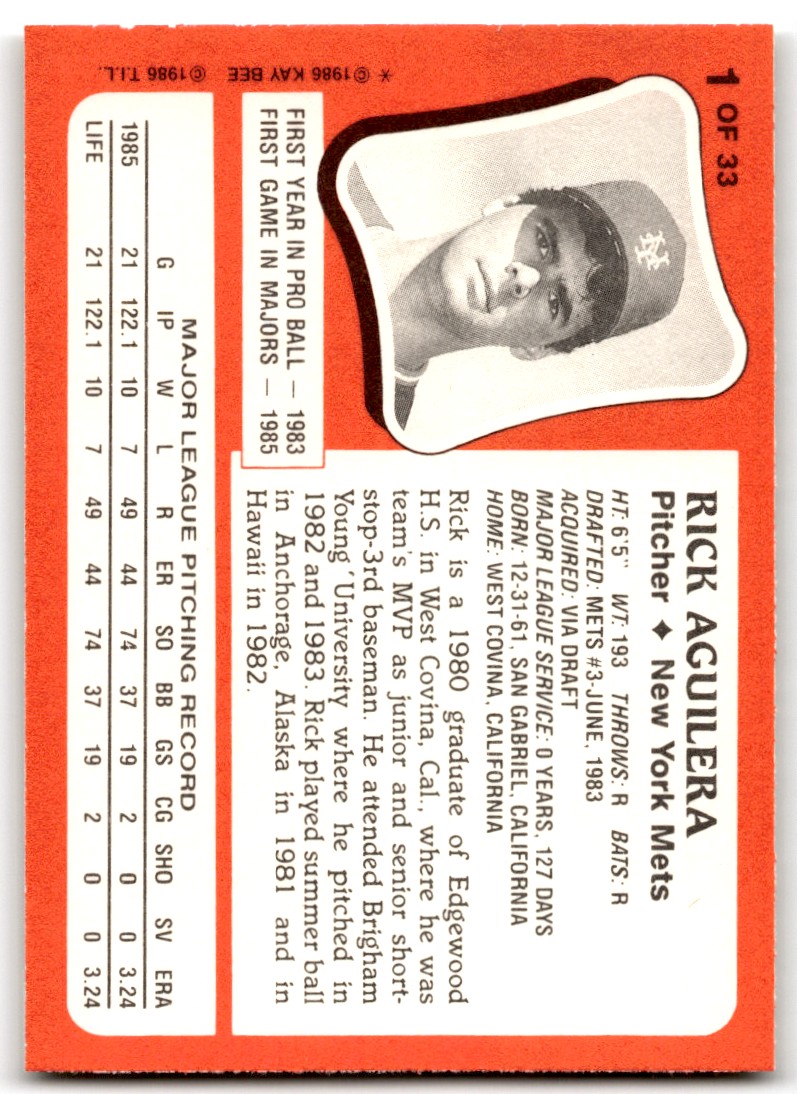 1 OF 33
RICK AGUILERA
Pitcher ♦ New York Mets
HT: 6'5" WT: 193 THROWS: R BATS: R
DRAFTED: METS #3-JUNE, 1983
ACQUIRED: VIA DRAFT
MAJOR LEAGUE SERVICE: 0 YEARS, 127 DAYS
BORN: 12-31-61, SAN GABRIEL, CALIFORNIA
HOME: WEST COVINA, CALIFORNIA
Rick is a 1980 graduate of Edgewood
H.S. in West Covina, Cal., where he was
team's MVP as junior and senior short-
stop-3rd baseman. He attended Brigham
Young University where he pitched in
1982 and 1983. Rick played summer ball
in Anchorage, Alaska in 1981 and in
Hawaii in 1982.
FIRST YEAR IN PRO BALL — 1983
FIRST GAME IN MAJORS — 1985
MAJOR LEAGUE PITCHING RECORD
G IP W L R ER SO BB GS CG SHO SV ERA
1985 21 122.1 10 7 49 44 74 37 19 2 0 0 3.24
LIFE 21 122.1 10 7 49 44 74 37 19 2 0 0 3.24
* © 1986 KAY BEE © 1986 T.I.L.
NY